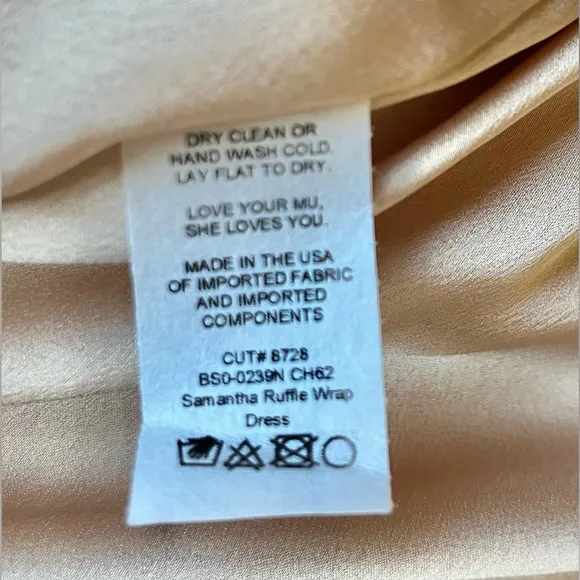 DRY CLEAN OR
HAND WASH COLD.
LAY FLAT TO DRY.
LOVE YOUR MU,
SHE LOVES YOU.
MADE IN THE USA
OF IMPORTED FABRIC
AND IMPORTED
COMPONENTS
CUT# 8728
BS0-0239N CH62
Samantha Ruffle Wrap
Dress